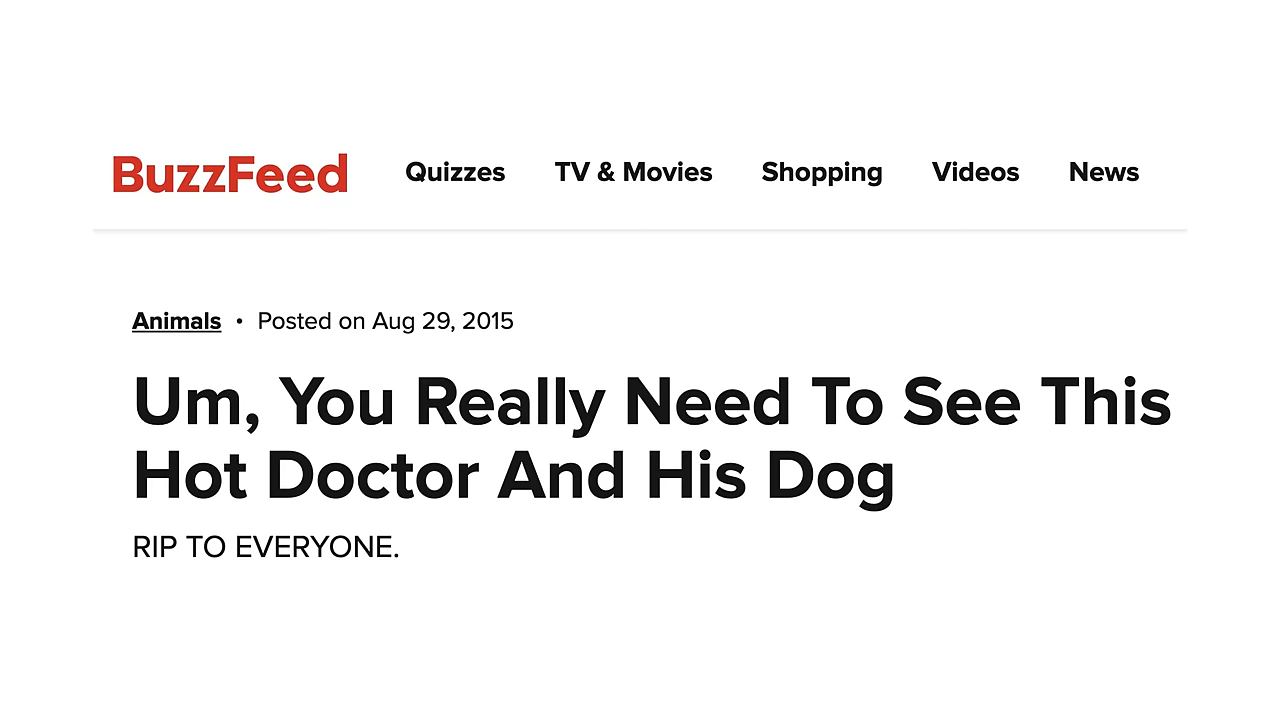 BuzzFeed Quizzes TV & Movies Shopping Videos News
Animals • Posted on Aug 29, 2015
Um, You Really Need To See This
Hot Doctor And His Dog
RIP TO EVERYONE.